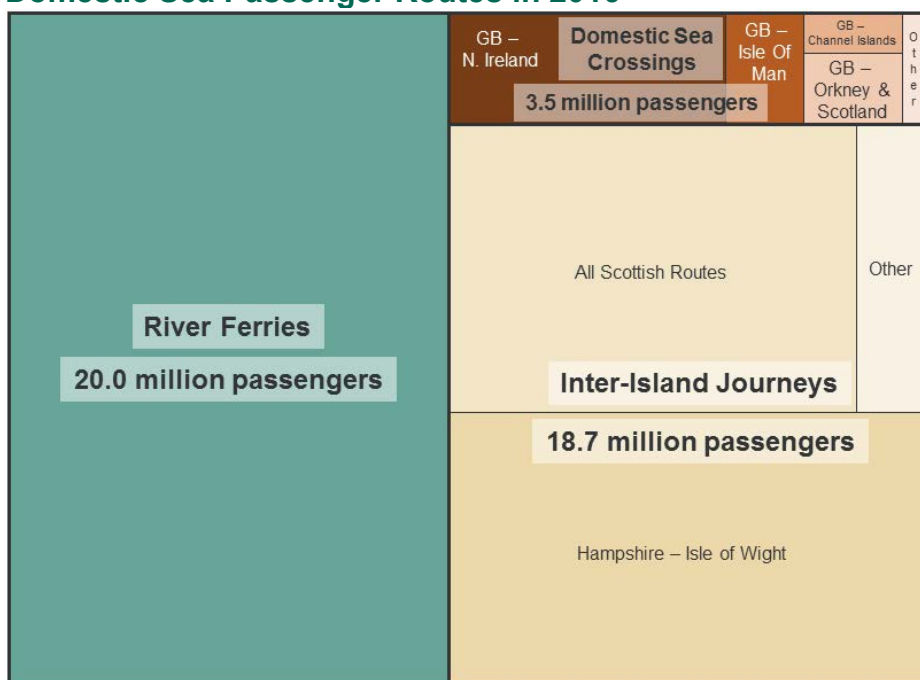 Domestic Sea Passenger Routes in 2016
GB –
N. Ireland
Domestic Sea
Crossings
3.5 million passengers
GB –
Isle Of
Man
GB –
Channel Islands
GB –
Orkney &
Scotland
Other
All Scottish Routes
Other
River Ferries
20.0 million passengers
Inter-Island Journeys
18.7 million passengers
Hampshire – Isle of Wight